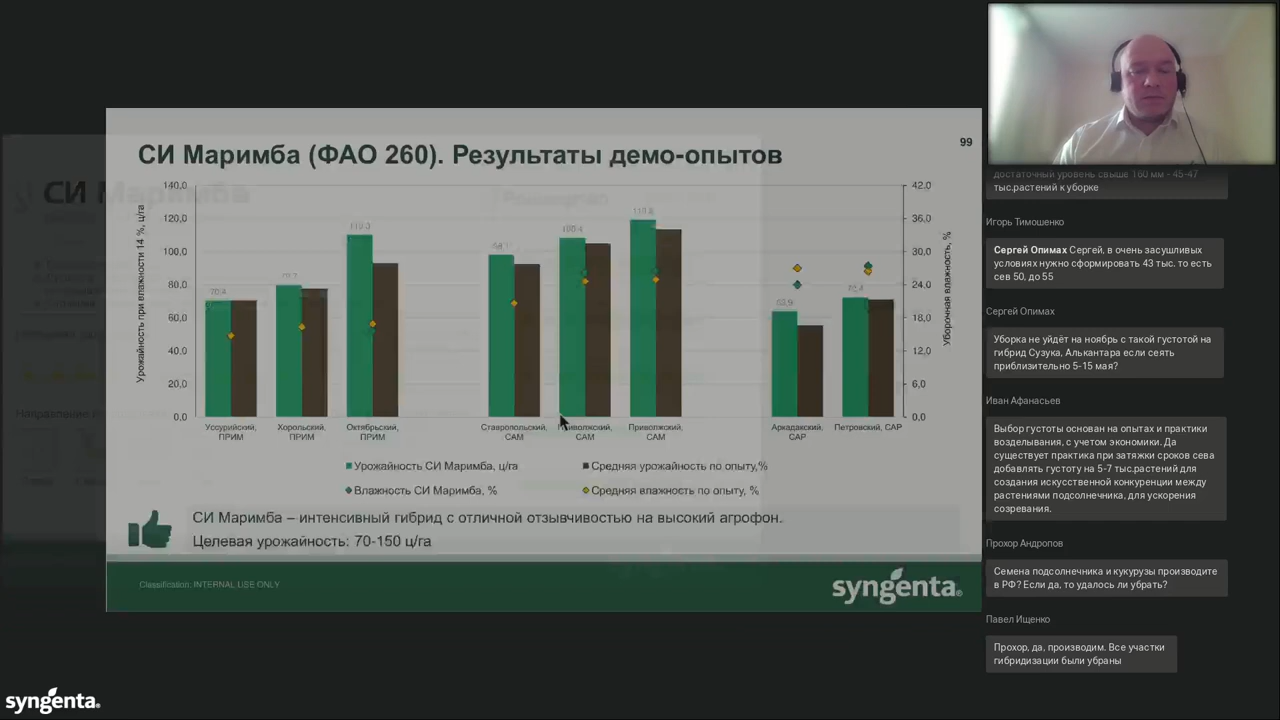 СИ Маримба (ФАО 260). Результаты демо-опытов
99
140,0
120,0
100,0
80,0
60,0
40,0
20,0
0,0
Урожайность при влажности 14 %, ц/га
42,0
36,0
30,0
24,0
18,0
12,0
6,0
0,0
Уборочная влажность, %
70,4
Уссурийский, ПРИМ
Хорольский, ПРИМ
Октябрьский, ПРИМ
Ставропольский, САМ
Приволжский, САМ
Приволжский, САМ
Аркадакский, САР
Петровский, САР
Урожайность СИ Маримба, ц/га
Средняя урожайность по опыту,%
Влажность СИ Маримба, %
Средняя влажность по опыту, %
СИ Маримба – интенсивный гибрид с отличной отзывчивостью на высокий агрофон.
Целевая урожайность: 70-150 ц/га
Classification: INTERNAL USE ONLY
syngenta
СИ Маримба
syngenta
достаточный уровень свыше 160 мм - 45-47
тыс.растений к уборке
Игорь Тимошенко
Сергей Опимах Сергей, в очень засушливых
условиях нужно сформировать 43 тыс. то есть
сев 50, до 55
Сергей Опимах
Уборка не уйдёт на ноябрь с такой густотой на
гибрид Сузука, Алькантара если сеять
приблизительно 5-15 мая?
Иван Афанасьев
Выбор густоты основан на опытах и практики
возделывания, с учетом экономики. Да
существует практика при затяжки сроков сева
добавлять густоту на 5-7 тыс.растений для
создания искусственной конкуренции между
растениями подсолнечника, для ускорения
созревания.
Прохор Андропов
Семена подсолнечника и кукурузы производите
в РФ? Если да, то удалось ли убрать?
Павел Ищенко
Прохор, да, производим. Все участки
гибридизации были убраны